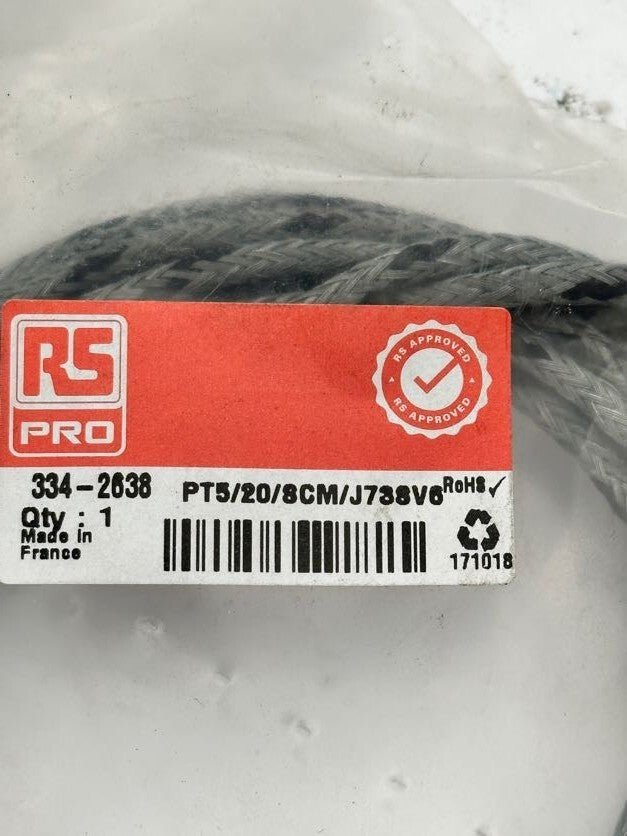 RS
PRO
RS APPROVED
RS APPROVED
334-2638
PT5/20/8CM/J738V6
RoHS✓
Qty : 1
Made in
France
171018